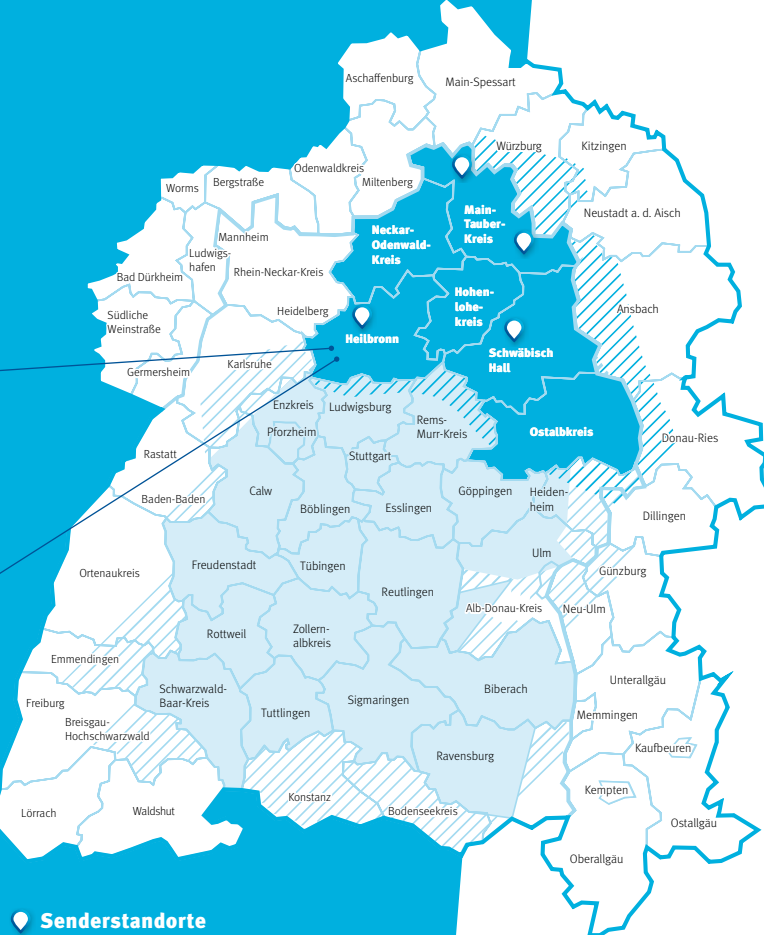 Aschaffenburg
Main-Spessart
Würzburg
Kitzingen
Odenwaldkreis
Worms
Bergstraße
Miltenberg
Main-
Tauber-
Kreis
Neustadt a. d. Aisch
Neckar-
Odenwald-
Kreis
Mannheim
Ludwigs-
hafen
Rhein-Neckar-Kreis
Bad Dürkheim
Hohen-
lohe-
kreis
Ansbach
Südliche
Weinstraße
Heidelberg
Heilbronn
Schwäbisch
Hall
Germersheim
Karlsruhe
Enzkreis
Ludwigsburg
Rems-
Murr-Kreis
Pforzheim
Ostalbkreis
Donau-Ries
Rastatt
Stuttgart
Baden-Baden
Calw
Böblingen
Esslingen
Göppingen
Heiden-
heim
Dillingen
Ulm
Ortenaukreis
Freudenstadt
Tübingen
Günzburg
Reutlingen
Alb-Donau-Kreis
Neu-Ulm
Rottweil
Zollern-
albkreis
Emmendingen
Unterallgäu
Schwarzwald-
Baar-Kreis
Biberach
Freiburg
Sigmaringen
Tuttlingen
Memmingen
Breisgau-
Hochschwarzwald
Kaufbeuren
Ravensburg
Kempten
Konstanz
Bodenseekreis
Lörrach
Waldshut
Ostallgäu
Oberallgäu
Senderstandorte